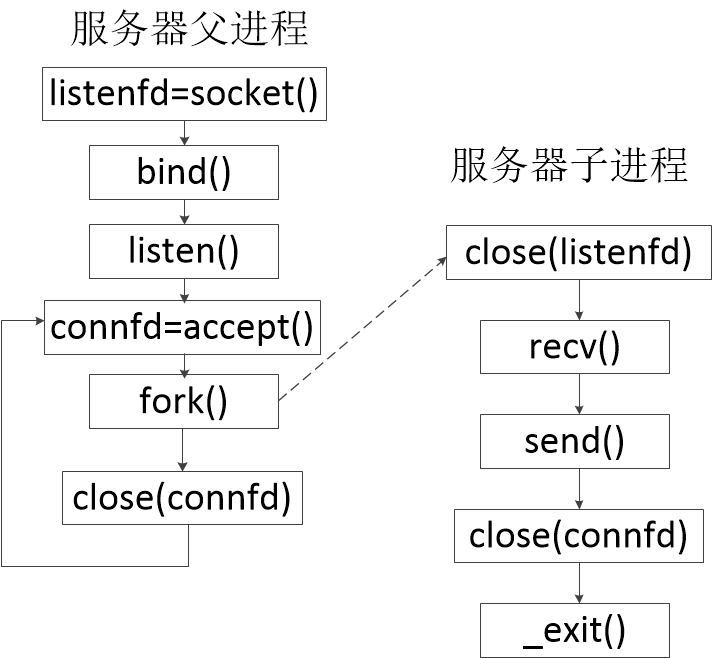 服务器父进程
listenfd=socket()
bind()
listen()
connfd=accept()
fork()
close(connfd)
服务器子进程
close(listenfd)
recv()
send()
close(connfd)
_exit()